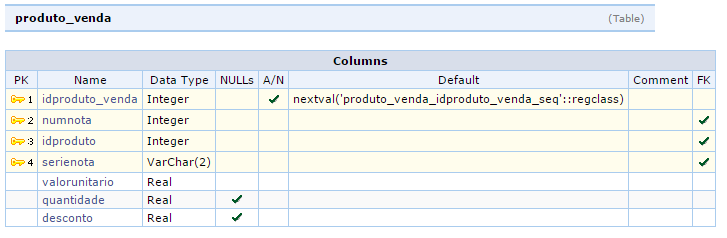 produto_venda (Table)
Columns
PK Name Data Type NULLs A/N Default Comment FK
1 idproduto_venda Integer nextval('produto_venda_idproduto_venda_seq'::regclass)
2 numnota Integer
3 idproduto Integer
4 serienota VarChar(2)
valorunitario Real
quantidade Real
desconto Real